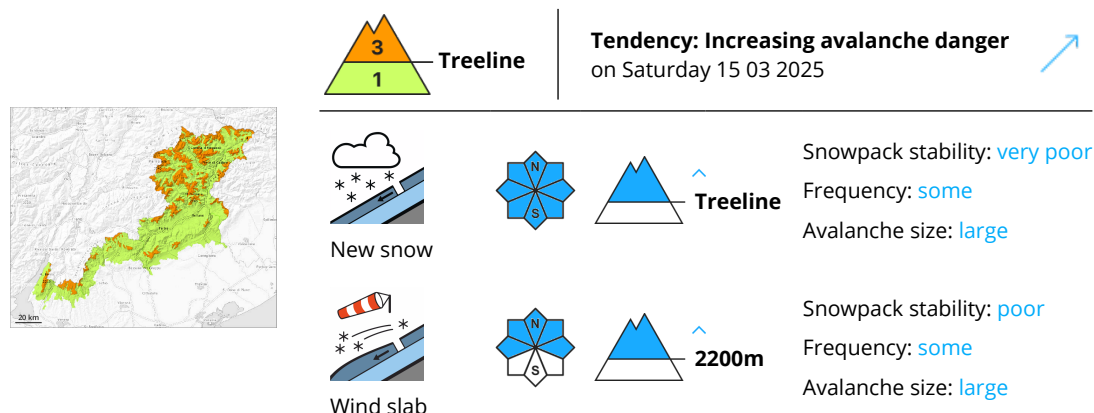 3
1
Treeline
Tendency: Increasing avalanche danger
on Saturday 15 03 2025
20 km
New snow
N
S
Treeline
Snowpack stability: very poor
Frequency: some
Avalanche size: large
Wind slab
N
S
2200m
Snowpack stability: poor
Frequency: some
Avalanche size: large